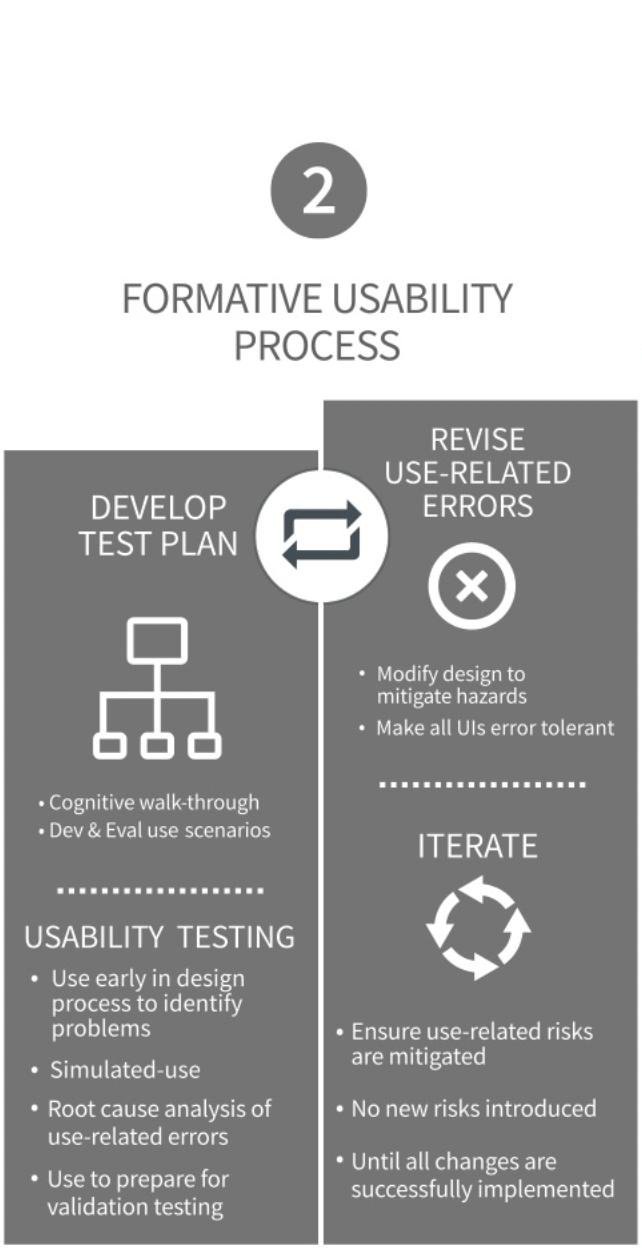 2
FORMATIVE USABILITY
PROCESS
DEVELOP
TEST PLAN
• Cognitive walk-through
• Dev & Eval use scenarios
USABILITY TESTING
• Use early in design
process to identify
problems
• Simulated-use
• Root cause analysis of
use-related errors
• Use to prepare for
validation testing
REVISE
USE-RELATED
ERRORS
• Modify design to
mitigate hazards
• Make all UIs error tolerant
ITERATE
• Ensure use-related risks
are mitigated
• No new risks introduced
• Until all changes are
successfully implemented